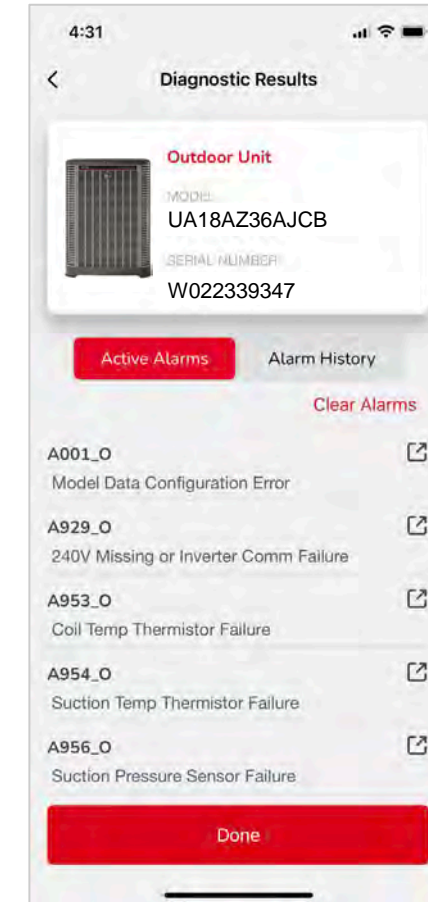 4:31
Diagnostic Results
Outdoor Unit
MODEL
UA18AZ36AJCB
SERIAL NUMBER
W022339347
Active Alarms
Alarm History
Clear Alarms
A001_O
Model Data Configuration Error
A929_O
240V Missing or Inverter Comm Failure
A953_O
Coil Temp Thermistor Failure
A954_O
Suction Temp Thermistor Failure
A956_O
Suction Pressure Sensor Failure
Done